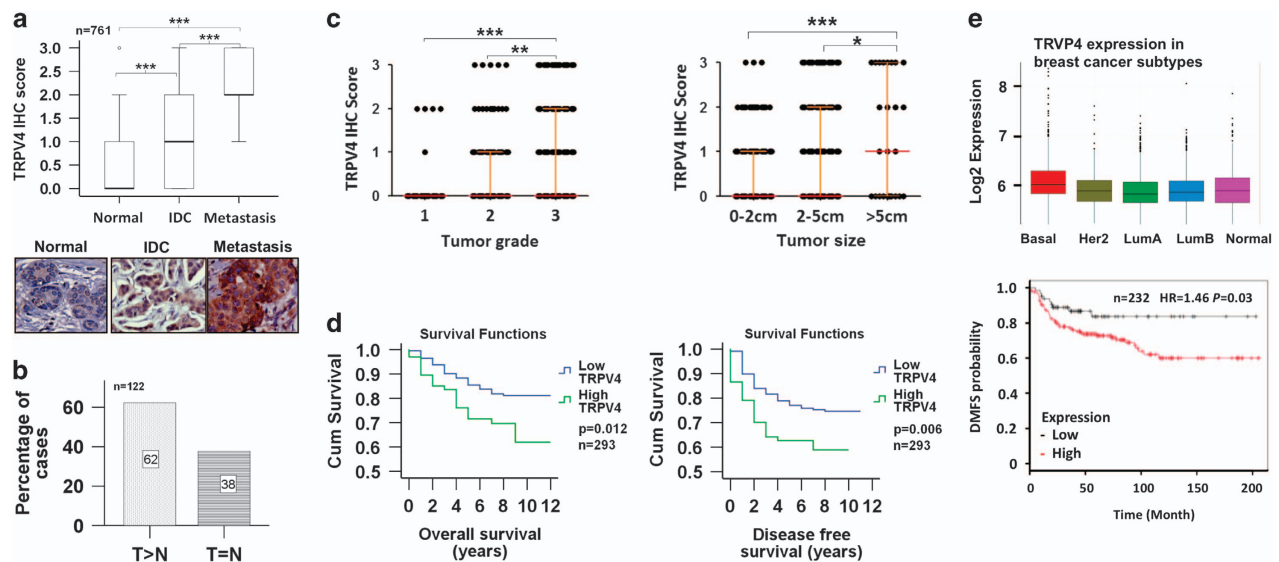 a
n=761
***
***
***
TRPV4 IHC score
3.0
2.5
2.0
1.5
1.0
0.5
0.0
Normal IDC Metastasis
Normal IDC Metastasis
b
n=122
Percentage of
cases
60
40
20
0
62
38
T>N T=N
c
***
**
TRPV4 IHC Score
3
2
1
0
1 2 3
Tumor grade
***
*
TRPV4 IHC Score
3
2
1
0
0-2cm 2-5cm >5cm
Tumor size
d
Survival Functions
Cum Survival
1.0
0.9
0.8
0.7
0.6
0.5
Low
TRPV4
High
TRPV4
p=0.012
n=293
0 2 4 6 8 10 12
Overall survival
(years)
Survival Functions
Cum Survival
1.0
0.9
0.8
0.7
0.6
0.5
Low
TRPV4
High
TRPV4
p=0.006
n=293
0 2 4 6 8 10 12
Disease free
survival (years)
e
TRVP4 expression in
breast cancer subtypes
Log2 Expression
8
7
6
Basal Her2 LumA LumB Normal
n=232 HR=1.46 P=0.03
DMFS probability
1.0
0.8
0.6
0.4
0.2
0
Expression
Low
High
0 50 100 150 200
Time (Month)